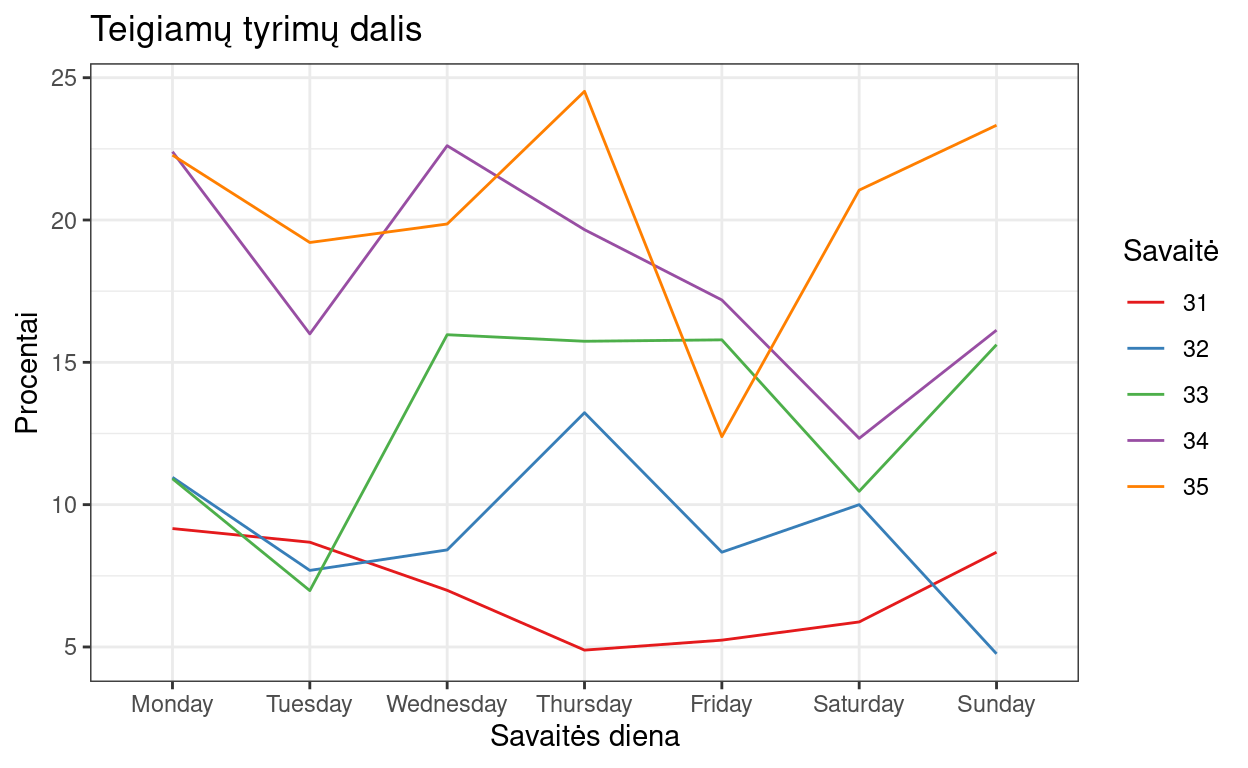 Teigiamų tyrimų dalis
25
20
15
10
5
Procentai
Monday Tuesday Wednesday Thursday Friday Saturday Sunday
Savaitės diena
Savaitė
31
32
33
34
35